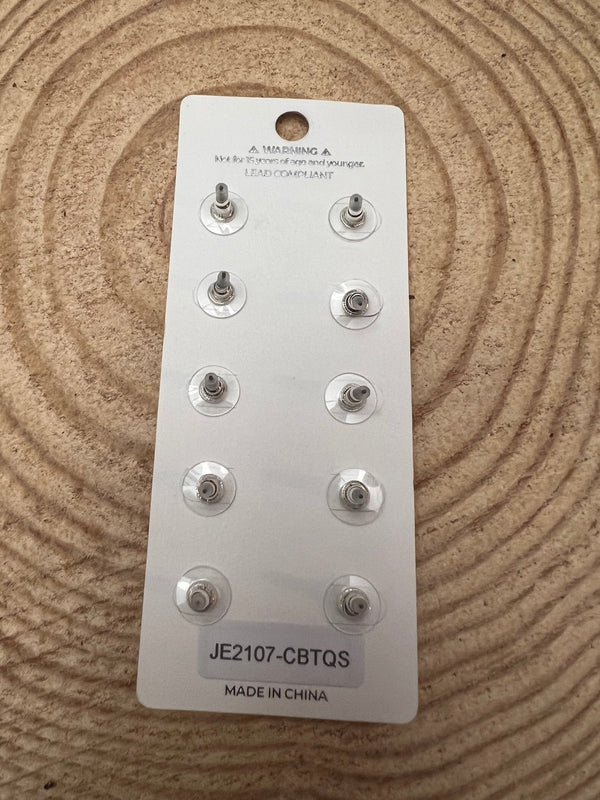 ⚠ WARNING ⚠
Not for 15 years of age and younger.
LEAD COMPLIANT
JE2107-CBTQS
MADE IN CHINA